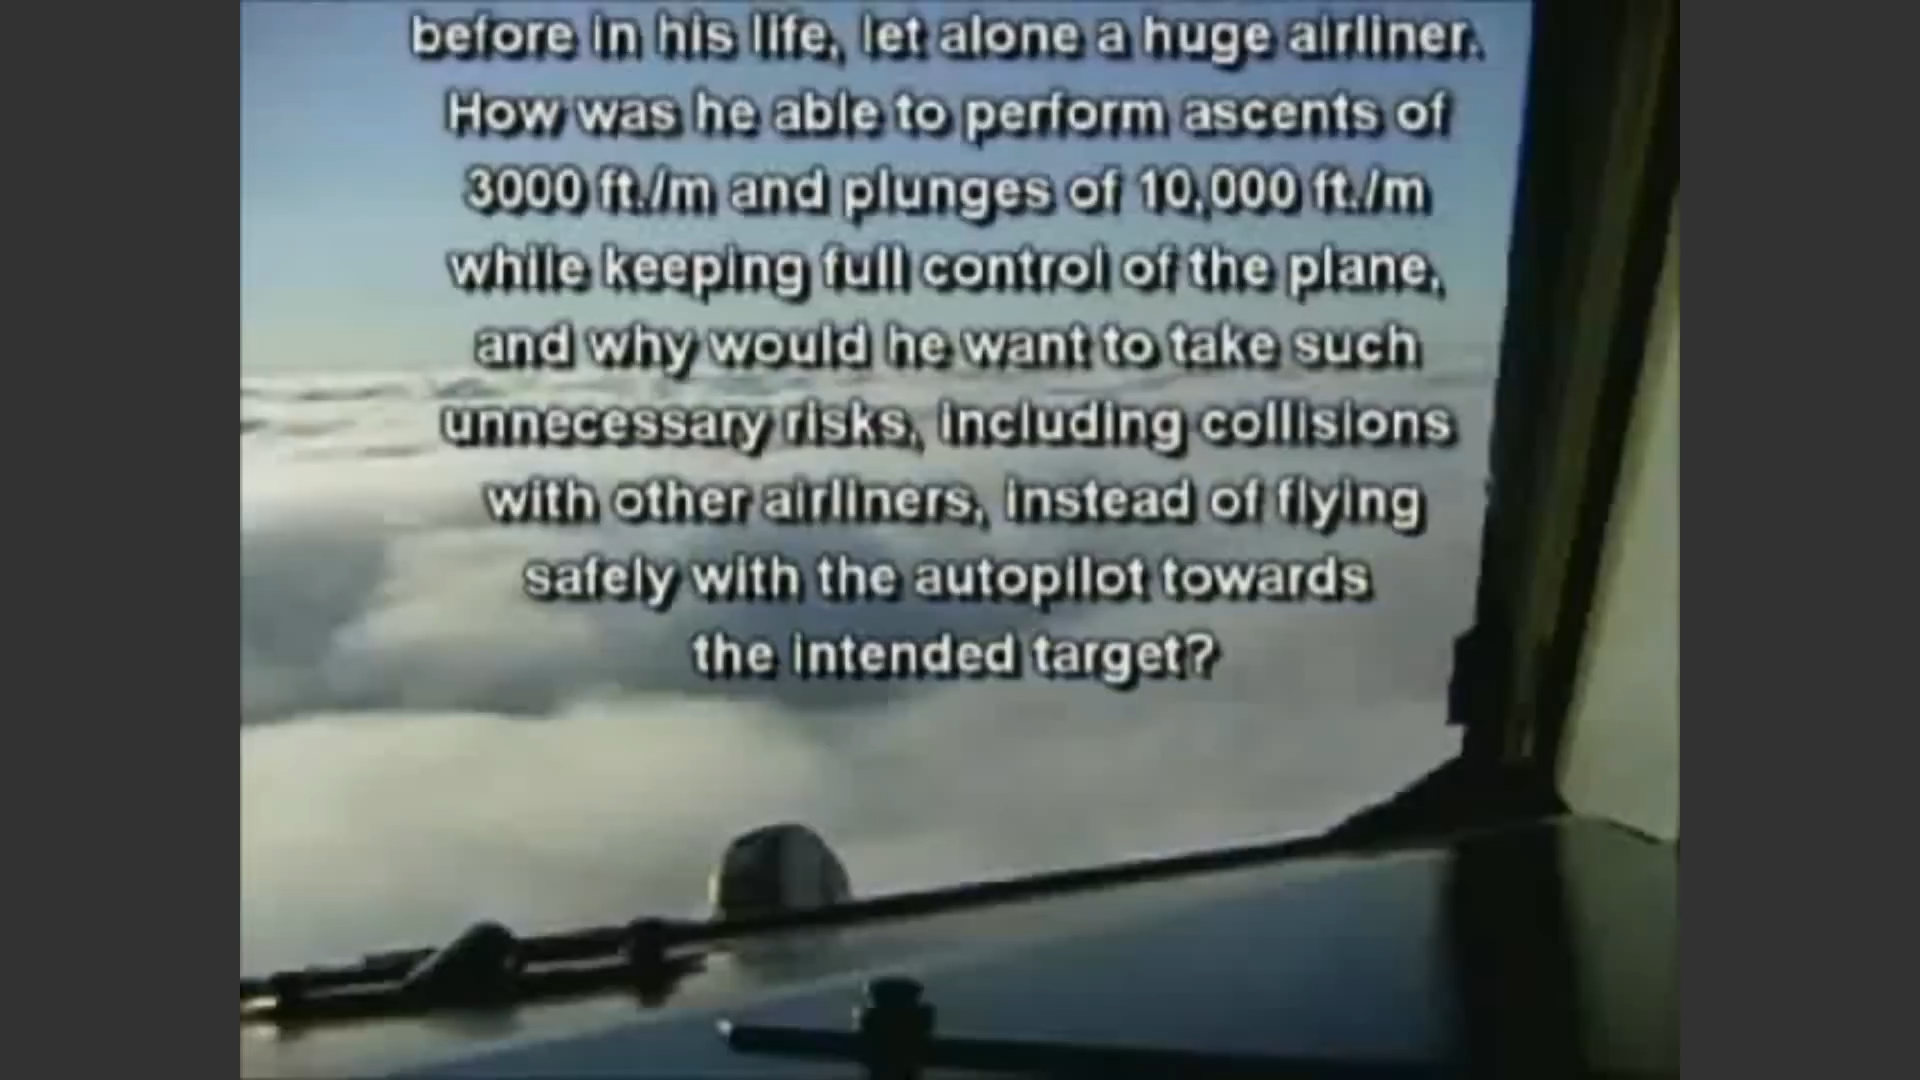 before in his life, let alone a huge airliner.
How was he able to perform ascents of
3000 ft./m and plunges of 10,000 ft./m
while keeping full control of the plane,
and why would he want to take such
unnecessary risks, including collisions
with other airliners, instead of flying
safely with the autopilot towards
the intended target?